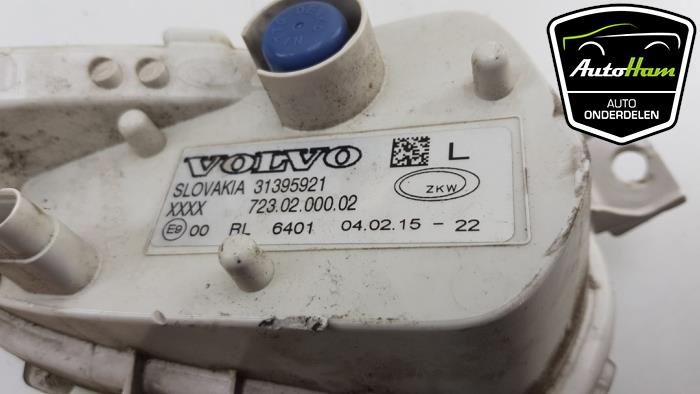 AutoHam
AUTO
ONDERDELEN
VOLVO
L
SLOVAKIA 31395921
ZKW
XXXX 723.02.000.02
E9 00 RL 6401 04.02.15 - 22